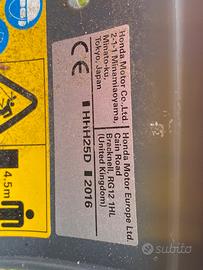 Honda Motor Co.,Ltd.
2-1-1 Minamiaoyama,
Minato-ku,
Tokyo, Japan
Honda Motor Europe Ltd.
Cain Road
Bracknell, RG12 1HL
(United Kingdom)
CE
HHH25D
2016
4.5m
subito